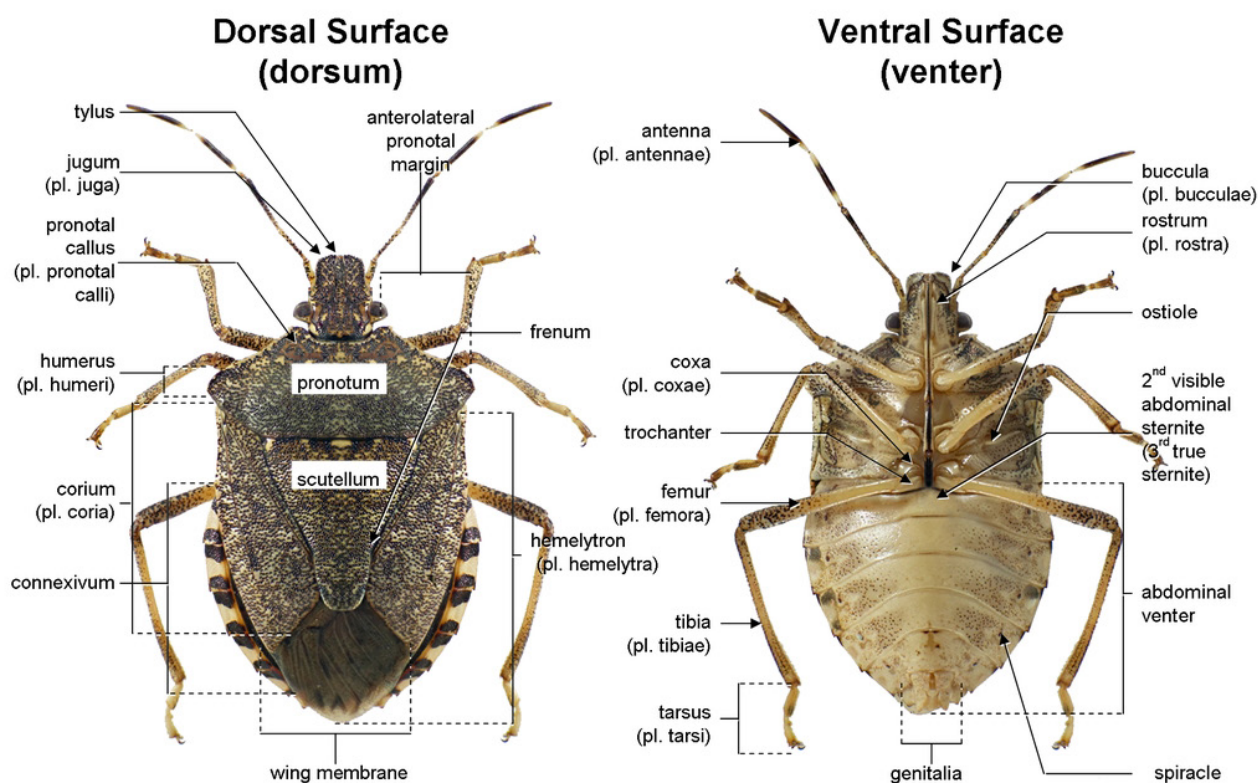 Dorsal Surface
(dorsum)
tylus
jugum
(pl. juga)
pronotal
callus
(pl. pronotal
calli)
humerus
(pl. humeri)
corium
(pl. coria)
connexivum
anterolateral
pronotal
margin
frenum
pronotum
scutellum
hemelytron
(pl. hemelytra)
wing membrane
Ventral Surface
(venter)
antenna
(pl. antennae)
coxa
(pl. coxae)
trochanter
femur
(pl. femora)
tibia
(pl. tibiae)
tarsus
(pl. tarsi)
buccula
(pl. bucculae)
rostrum
(pl. rostra)
ostiole
2nd visible
abdominal
sternite
(3rd true
sternite)
abdominal
venter
genitalia
spiracle